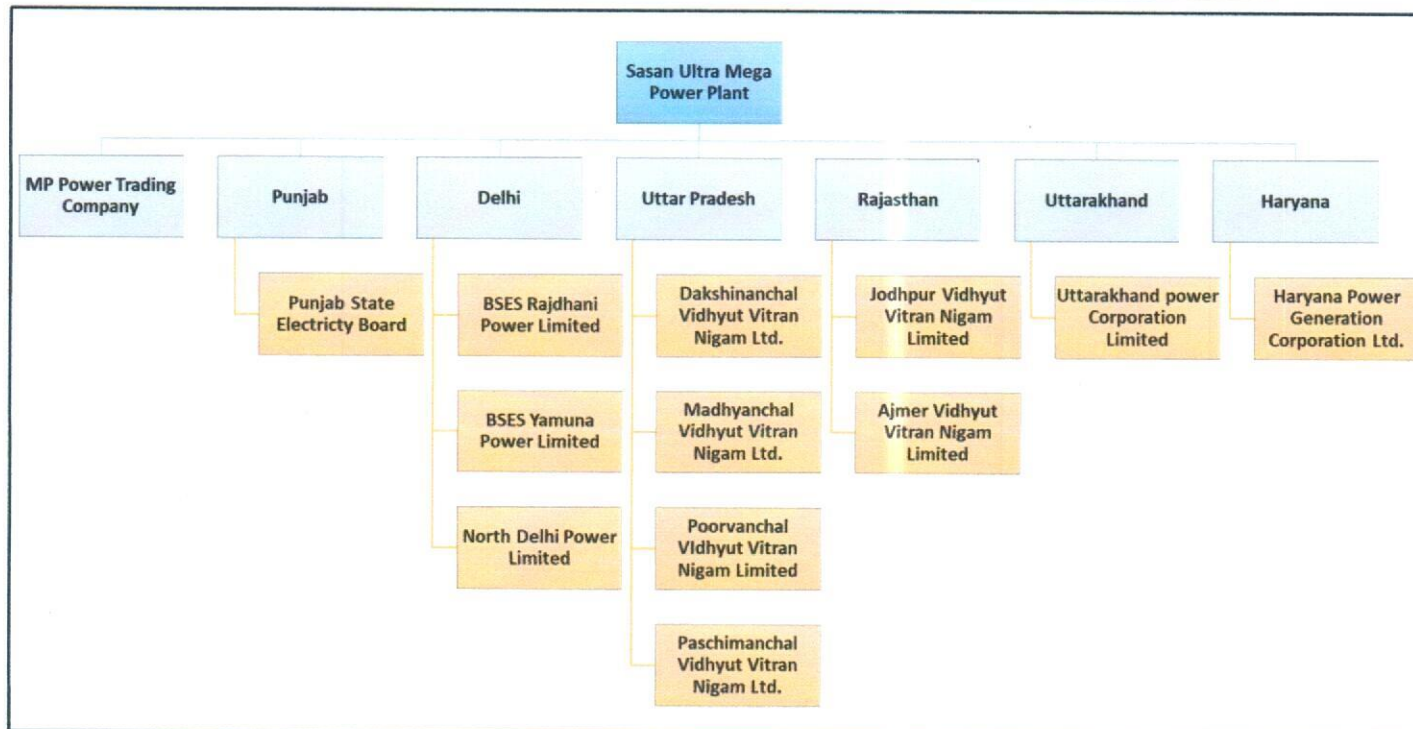 Sasan Ultra Mega
Power Plant
MP Power Trading
Company
Punjab
Delhi
Uttar Pradesh
Rajasthan
Uttarakhand
Haryana
Punjab State
Electricty Board
BSES Rajdhani
Power Limited
BSES Yamuna
Power Limited
North Delhi Power
Limited
Dakshinanchal
Vidhyut Vitran
Nigam Ltd.
Madhyanchal
Vidhyut Vitran
Nigam Ltd.
Poorvanchal
VIdhyut Vitran
Nigam Limited
Paschimanchal
Vidhyut Vitran
Nigam Ltd.
Jodhpur Vidhyut
Vitran Nigam
Limited
Ajmer Vidhyut
Vitran Nigam
Limited
Uttarakhand power
Corporation
Limited
Haryana Power
Generation
Corporation Ltd.